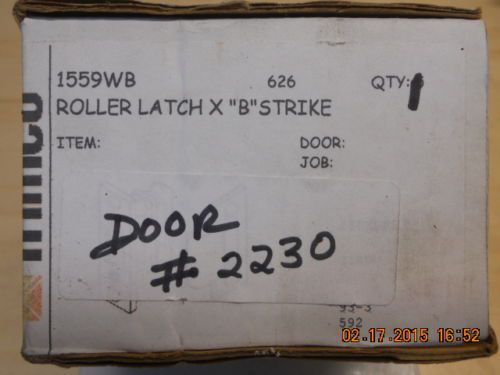 1559WB 626 QTY: 1
ROLLER LATCH X "B" STRIKE
ITEM: DOOR:
JOB:
DOOR
# 2230
592
02-17-2015 16:52